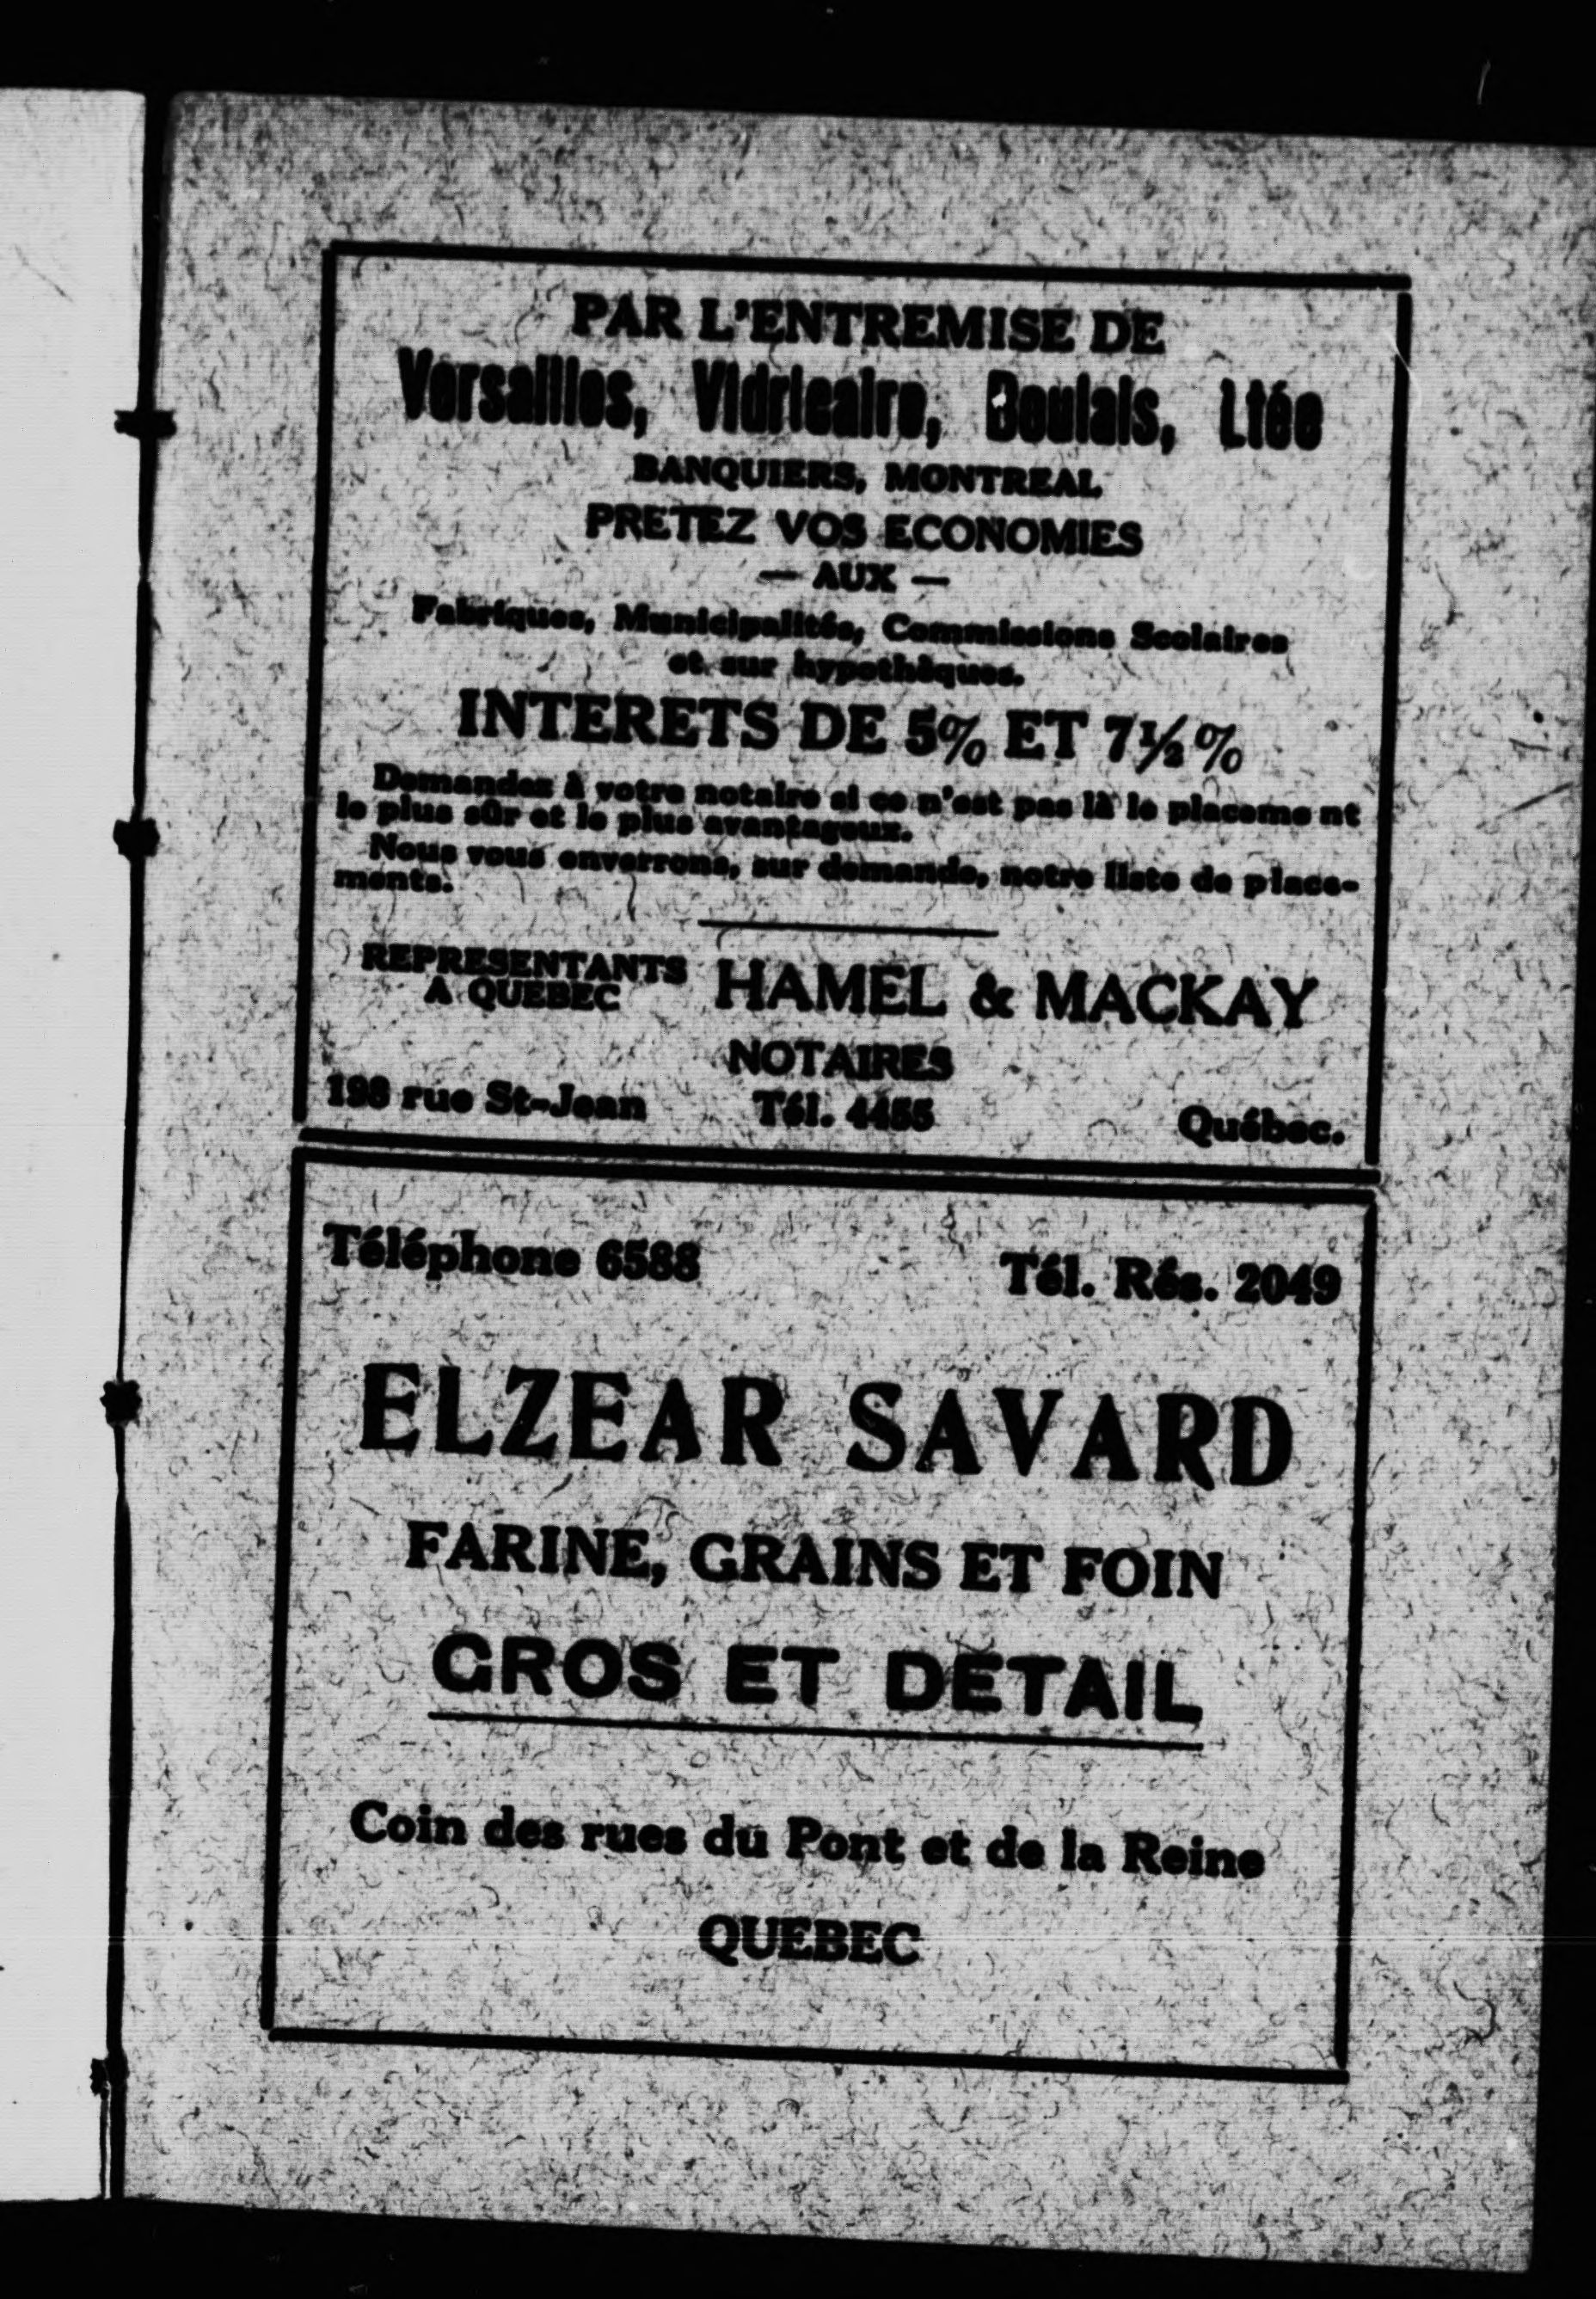 PAR L'ENTREMISE DE
Versailles, Vidricaire, Boulais, Ltée
BANQUIERS, MONTREAL
PRETEZ VOS ECONOMIES
— AUX —
Fabriques, Municipalités, Commissions Scolaires
et sur hypothèques.
INTERETS DE 5% ET 7½%
Demandez à votre notaire si ce n'est pas là le placeme nt
le plus sûr et le plus avantageux.
Nous vous enverrons, sur demande, notre liste de place-
ments.
REPRESENTANTS
A QUEBEC
HAMEL & MACKAY
NOTAIRES
rue St-Jean Tél. 4455 Québec.
Téléphone 6588 Tél. Rés. 2049
ELZEAR SAVARD
FARINE, GRAINS ET FOIN
GROS ET DETAIL
Coin des rues du Pont et de la Reine
QUEBEC